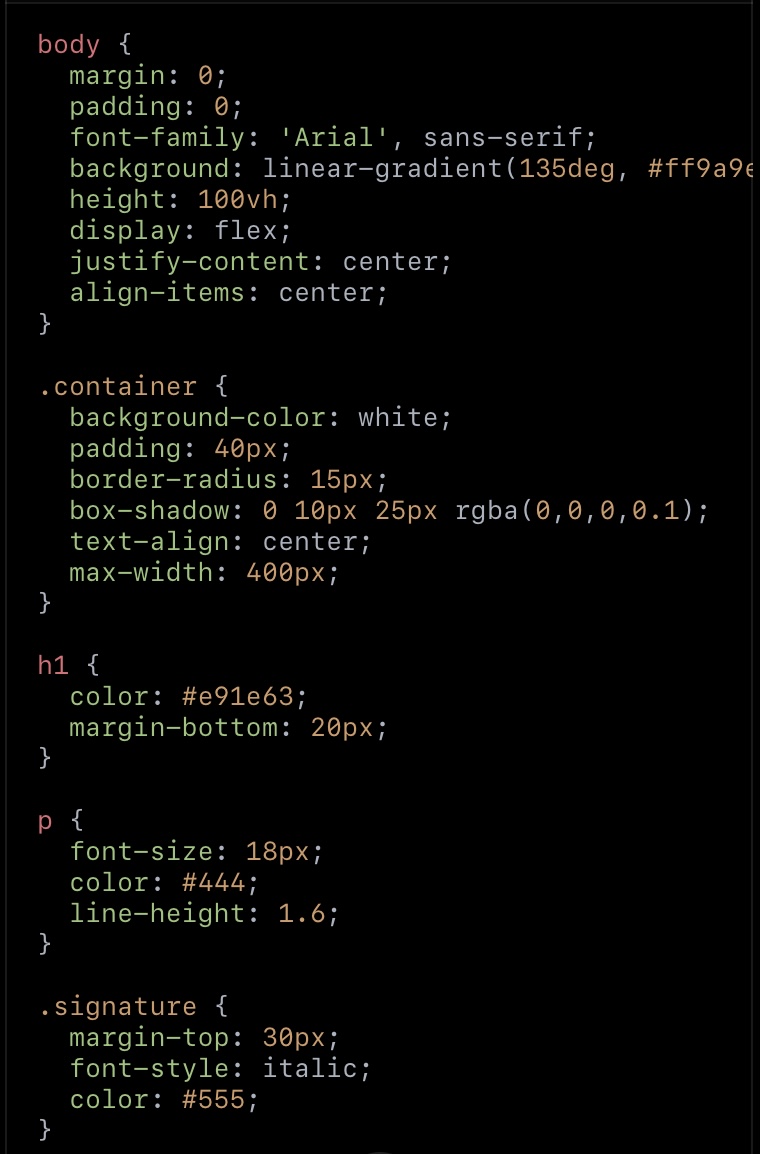 body {
margin: 0;
padding: 0;
font-family: 'Arial', sans-serif;
background: linear-gradient(135deg, #ff9a9e
height: 100vh;
display: flex;
justify-content: center;
align-items: center;
}
.container {
background-color: white;
padding: 40px;
border-radius: 15px;
box-shadow: 0 10px 25px rgba(0,0,0,0.1);
text-align: center;
max-width: 400px;
}
h1 {
color: #e91e63;
margin-bottom: 20px;
}
p {
font-size: 18px;
color: #444;
line-height: 1.6;
}
.signature {
margin-top: 30px;
font-style: italic;
color: #555;
}